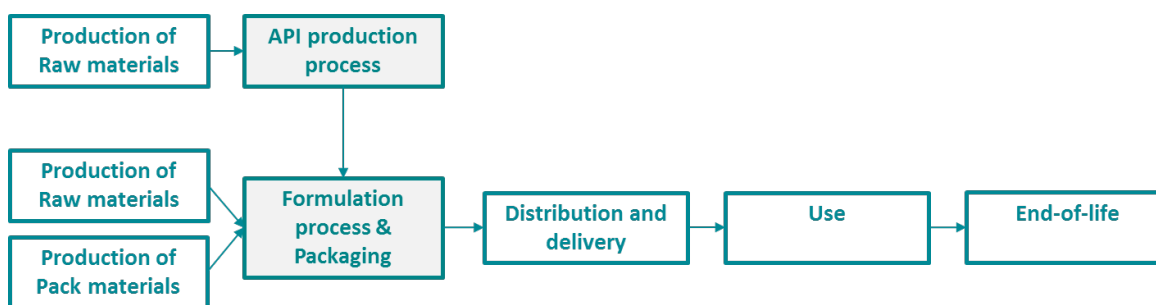 Production of
Raw materials
API production
process
Production of
Raw materials
Production of
Pack materials
Formulation
process &
Packaging
Distribution and
delivery
Use
End-of-life